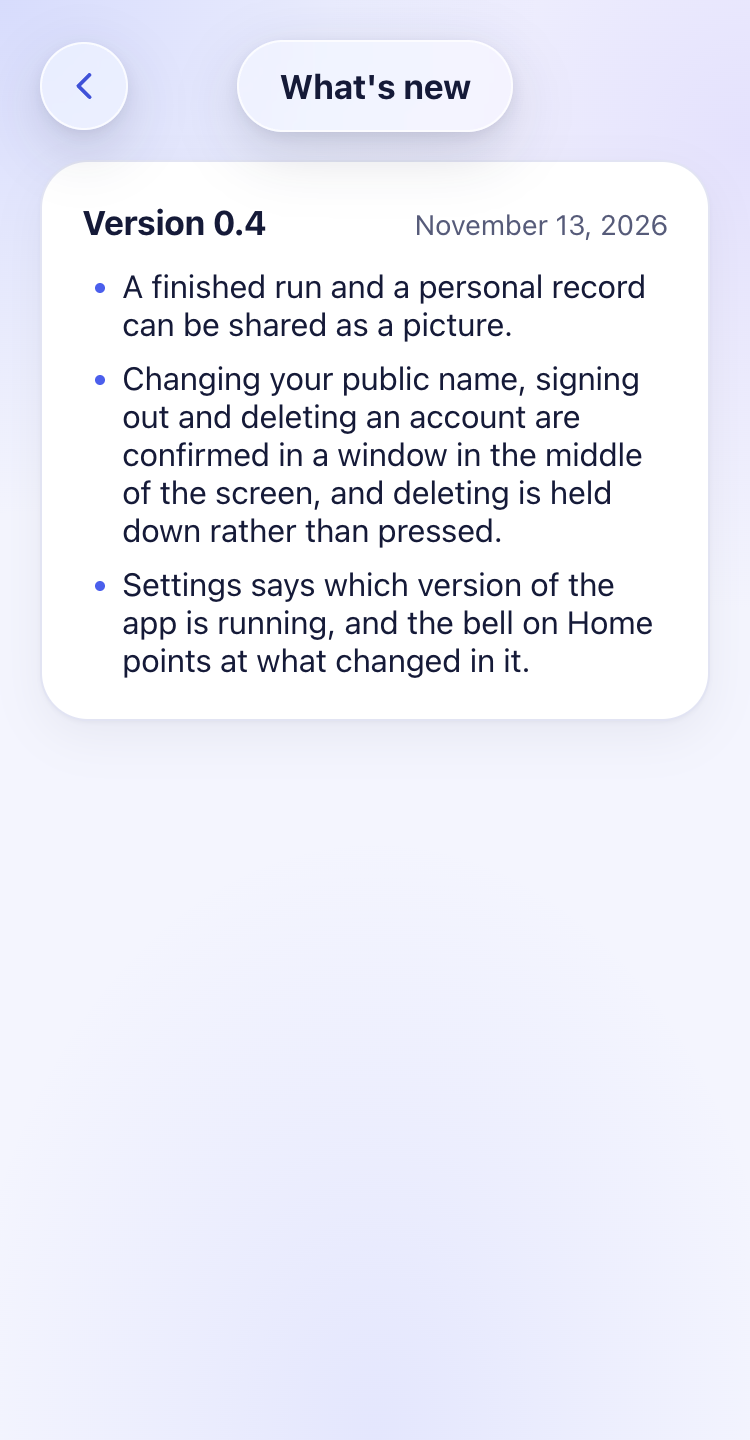 What's new
Version 0.4
November 13, 2026
A finished run and a personal record
can be shared as a picture.
Changing your public name, signing
out and deleting an account are
confirmed in a window in the middle
of the screen, and deleting is held
down rather than pressed.
Settings says which version of the
app is running, and the bell on Home
points at what changed in it.